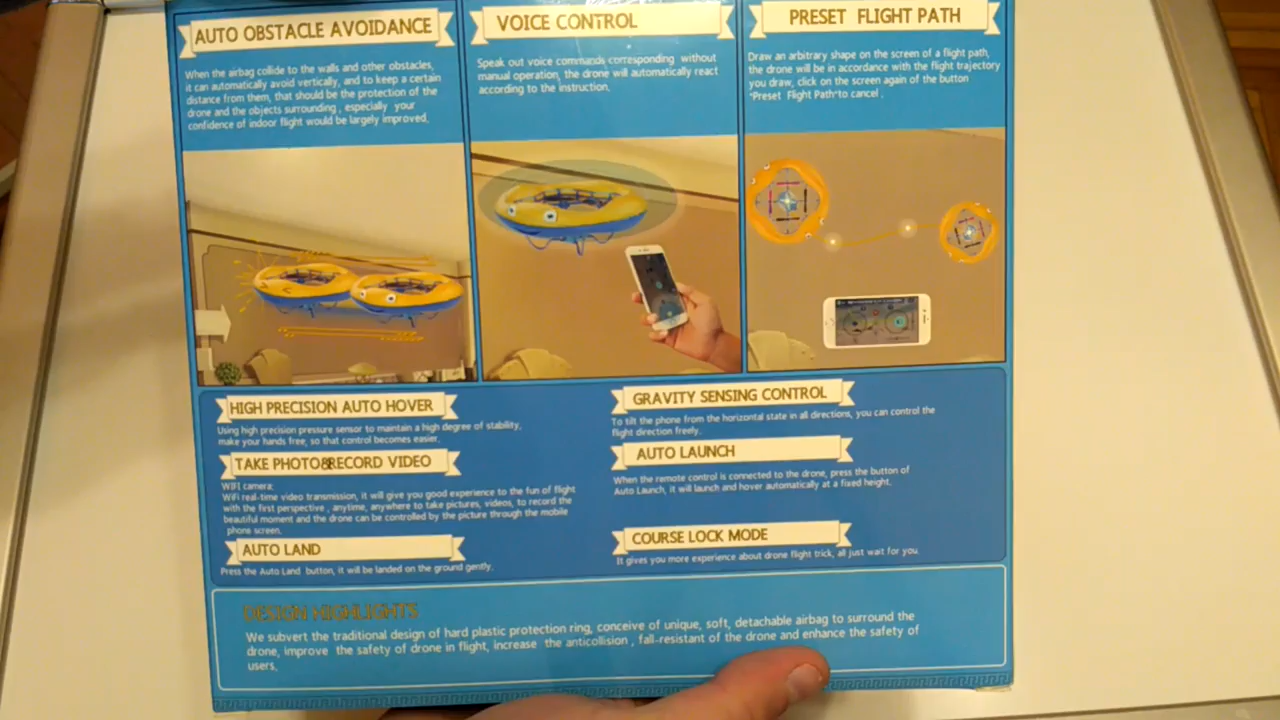 AUTO OBSTACLE AVOIDANCE
When the airbag collide to the walls and other obstacles,
it can automatically avoid vertically, and to keep a certain
distance from them, that should be the protection of the
drone and the objects surrounding , especially your
confidence of indoor flight would be largely improved.
VOICE CONTROL
Speak out voice commands corresponding without
manual operation, the drone will automatically react
according to the instruction.
PRESET FLIGHT PATH
Draw an arbitrary shape on the screen of a flight path,
the drone will be in accordance with the flight trajectory
you draw, click on the screen again of the button
"Preset Flight Path"to cancel .
HIGH PRECISION AUTO HOVER
Using high precision pressure sensor to maintain a high degree of stability,
make your hands free, so that control becomes easier.
TAKE PHOTO&RECORD VIDEO
WIFI camera:
WiFi real-time video transmission, it will give you good experience to the fun of flight
with the first perspective , anytime, anywhere to take pictures, videos, to record the
beautiful moment and the drone can be controlled by the picture through the mobile
phone screen.
AUTO LAND
Press the Auto Land button, it will be landed on the ground gently.
GRAVITY SENSING CONTROL
To tilt the phone from the horizontal state in all directions, you can control the
flight direction freely.
AUTO LAUNCH
When the remote control is connected to the drone, press the button of
Auto Launch, it will launch and hover automatically at a fixed height.
COURSE LOCK MODE
It gives you more experience about drone flight trick, all just wait for you.
DESIGN HIGHLIGHTS
We subvert the traditional design of hard plastic protection ring, conceive of unique, soft, detachable airbag to surround the
drone, improve the safety of drone in flight, increase the anticollision , fall-resistant of the drone and enhance the safety of
users.